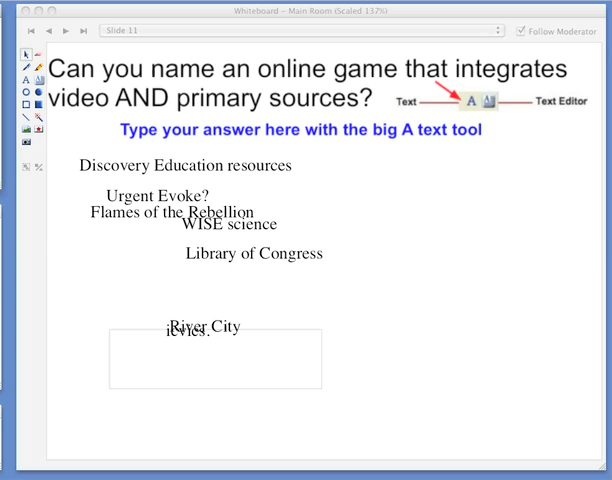 Whiteboard - Main Room (Scaled 137%)
Slide 11
Follow Moderator
Can you name an online game that integrates
video AND primary sources?
Text
A
Text Editor
Type your answer here with the big A text tool
Discovery Education resources
Urgent Evoke?
Flames of the Rebellion
WISE science
Library of Congress
River City